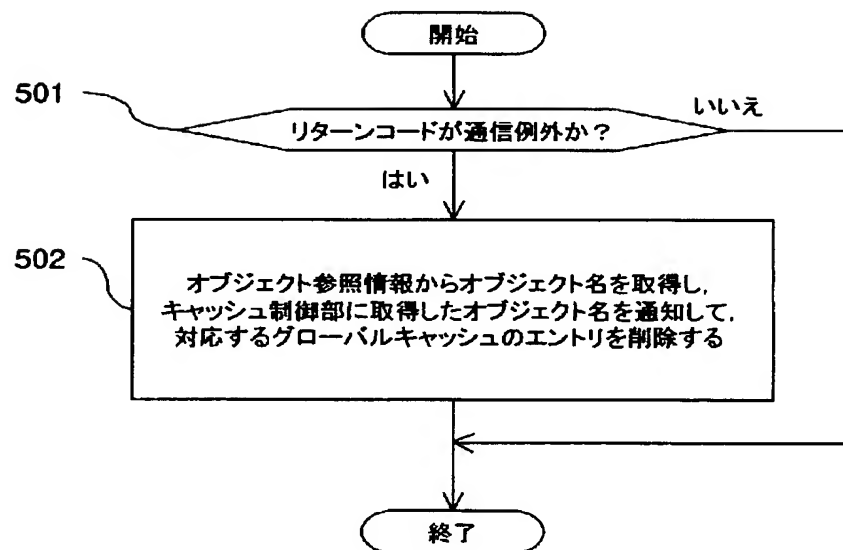 開始
501
リターンコードが通信例外か？
いいえ
はい
502
オブジェクト参照情報からオブジェクト名を取得し,
キャッシュ制御部に取得したオブジェクト名を通知して,
対応するグローバルキャッシュのエントリを削除する
終了